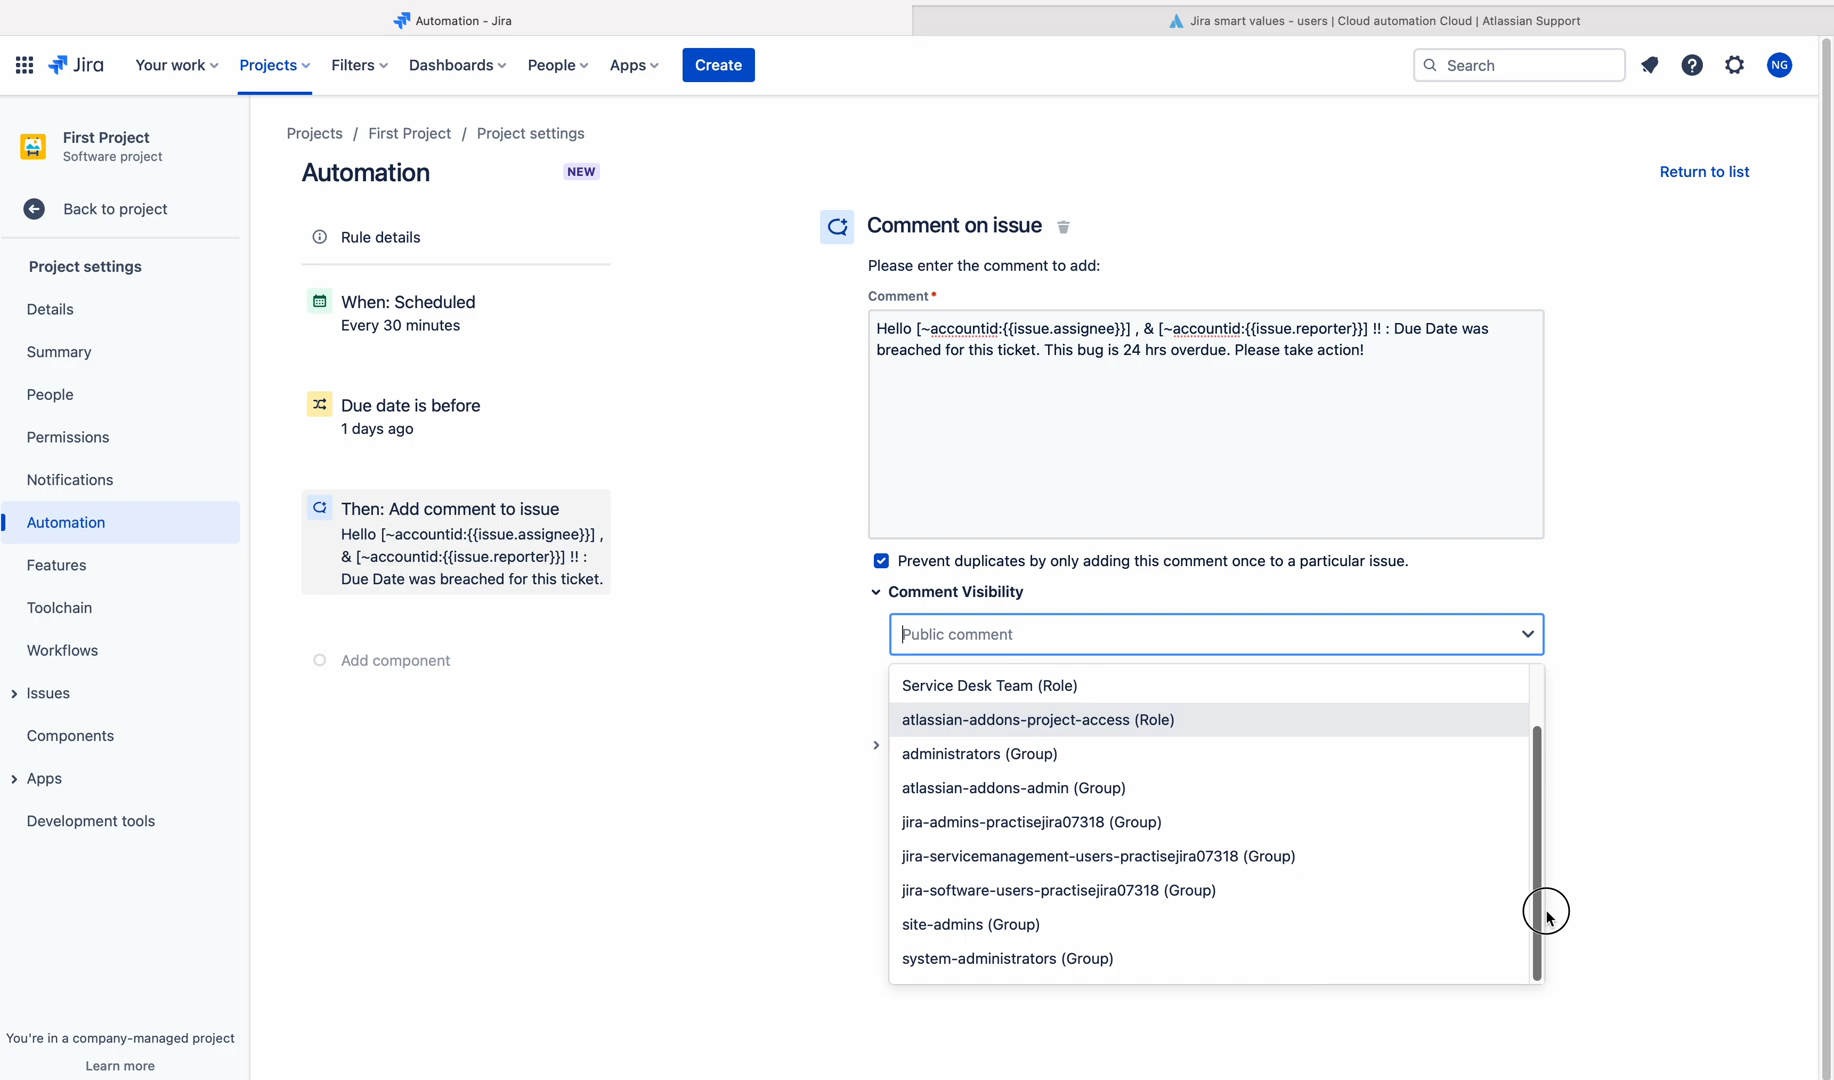 Automation - Jira
Jira smart values - users | Cloud automation Cloud | Atlassian Support
Jira
Your work
Projects
Filters
Dashboards
People
Apps
Create
Search
NG
First Project
Software project
Back to project
Project settings
Details
Summary
People
Permissions
Notifications
Automation
Features
Toolchain
Workflows
Issues
Components
Apps
Development tools
You're in a company-managed project
Learn more
Projects / First Project / Project settings
Automation
NEW
Return to list
Rule details
When: Scheduled
Every 30 minutes
Due date is before
1 days ago
Then: Add comment to issue
Hello [~accountid:{{issue.assignee}}] ,
& [~accountid:{{issue.reporter}}] !! :
Due Date was breached for this ticket.
Add component
Comment on issue
Please enter the comment to add:
Comment*
Hello [~accountid:{{issue.assignee}}] , & [~accountid:{{issue.reporter}}] !! : Due Date was
breached for this ticket. This bug is 24 hrs overdue. Please take action!
Prevent duplicates by only adding this comment once to a particular issue.
Comment Visibility
Public comment
Service Desk Team (Role)
atlassian-addons-project-access (Role)
administrators (Group)
atlassian-addons-admin (Group)
jira-admins-practisejira07318 (Group)
jira-servicemanagement-users-practisejira07318 (Group)
jira-software-users-practisejira07318 (Group)
site-admins (Group)
system-administrators (Group)